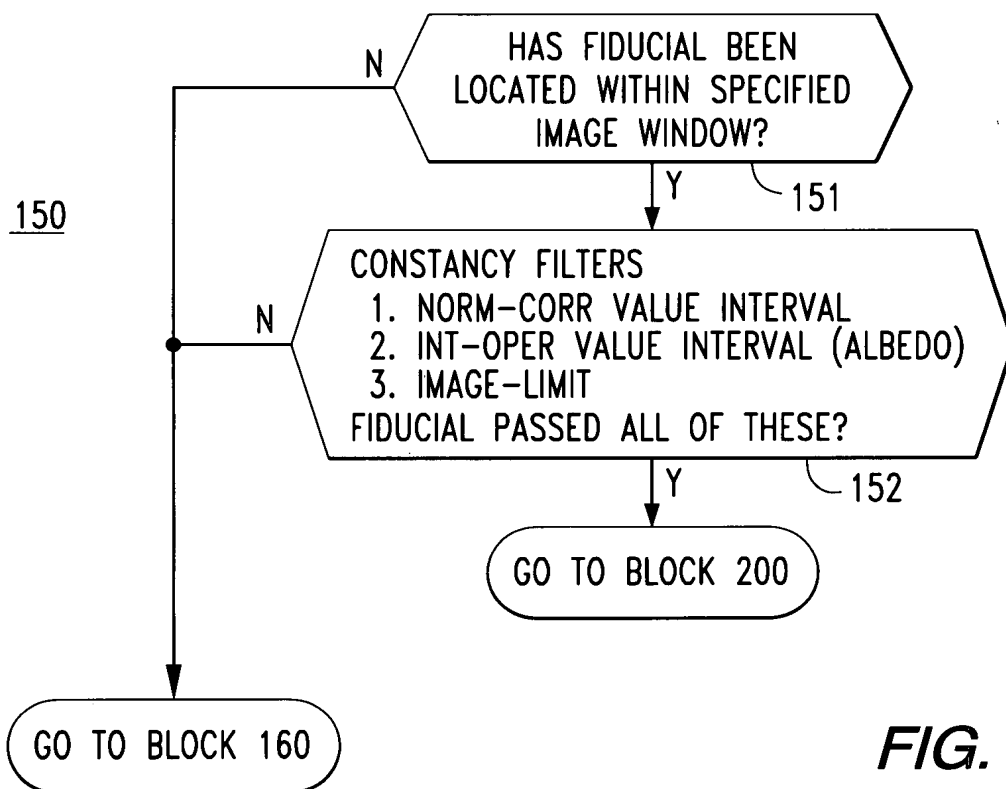 HAS FIDUCIAL BEEN
LOCATED WITHIN SPECIFIED
IMAGE WINDOW?
N
Y
151
150
CONSTANCY FILTERS
1. NORM-CORR VALUE INTERVAL
2. INT-OPER VALUE INTERVAL (ALBEDO)
3. IMAGE-LIMIT
FIDUCIAL PASSED ALL OF THESE?
N
Y
152
GO TO BLOCK 200
GO TO BLOCK 160
FIG.